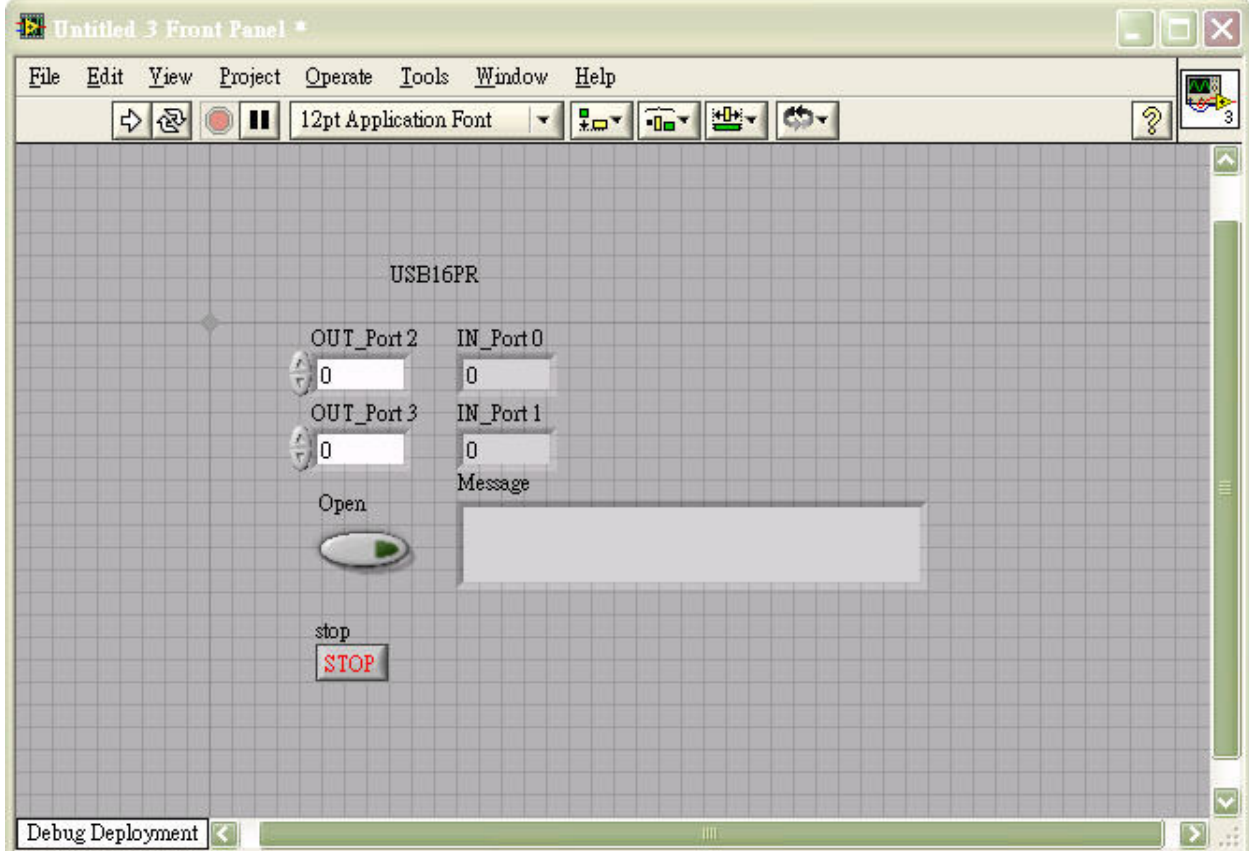 Untitled 3 Front Panel *
File Edit View Project Operate Tools Window Help
12pt Application Font
?
3
USB16PR
OUT_Port 2 IN_Port 0
0 0
OUT_Port 3 IN_Port 1
0 0
Message
Open
stop
STOP
Debug Deployment